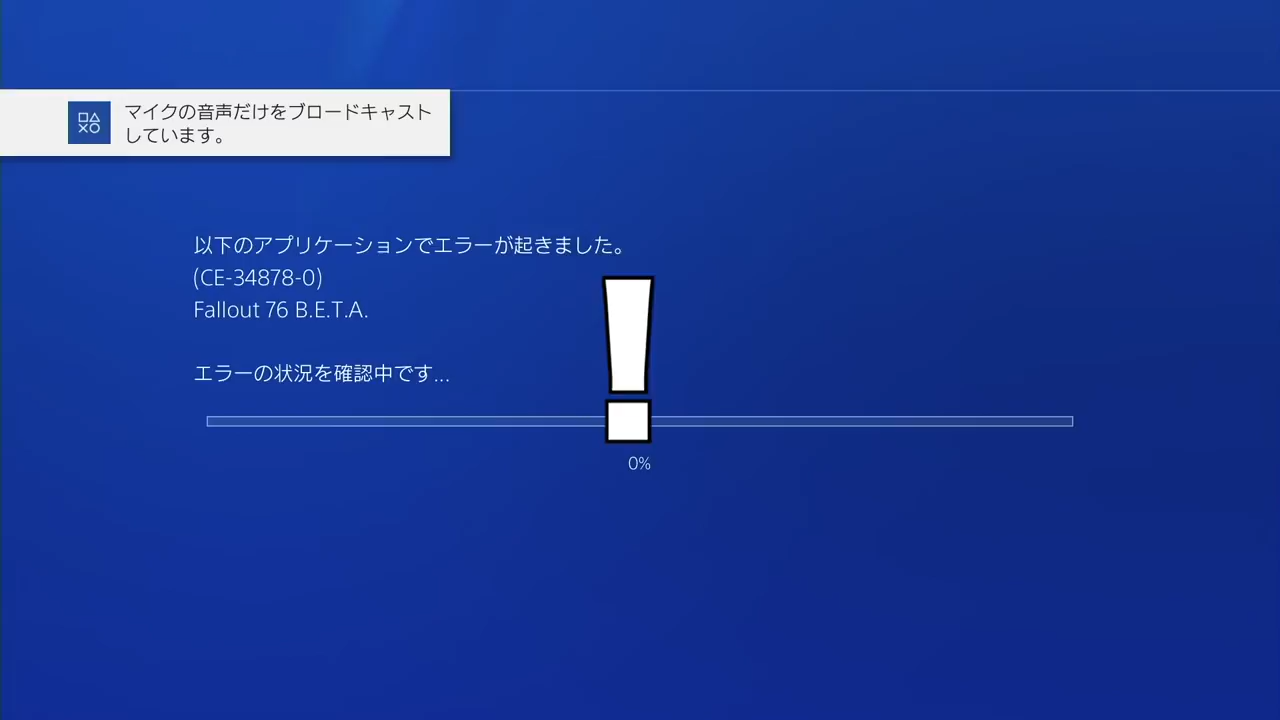 マイクの音声だけをブロードキャスト
しています。
以下のアプリケーションでエラーが起きました。
(CE-34878-0)
Fallout 76 B.E.T.A.
エラーの状況を確認中です...
!
0%